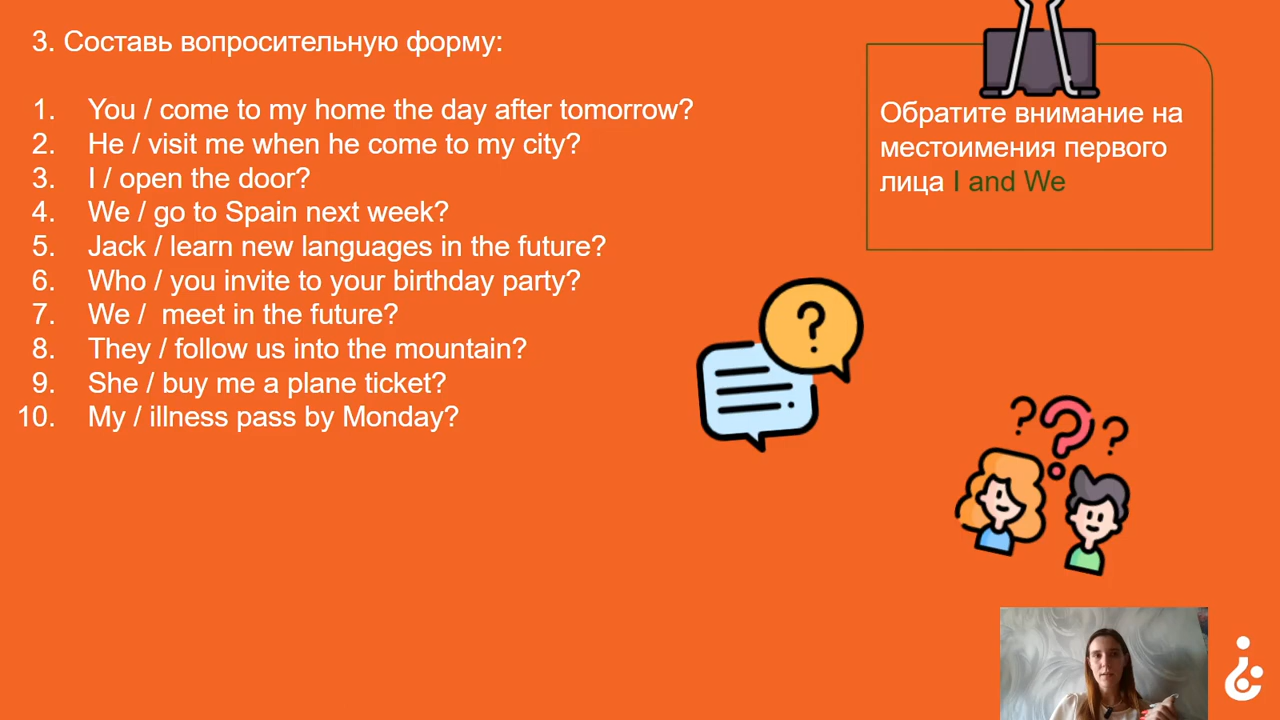 3. Составь вопросительную форму:
1. You / come to my home the day after tomorrow?
2. He / visit me when he come to my city?
3. I / open the door?
4. We / go to Spain next week?
5. Jack / learn new languages in the future?
6. Who / you invite to your birthday party?
7. We / meet in the future?
8. They / follow us into the mountain?
9. She / buy me a plane ticket?
10. My / illness pass by Monday?
Обратите внимание на
местоимения первого
лица I and We